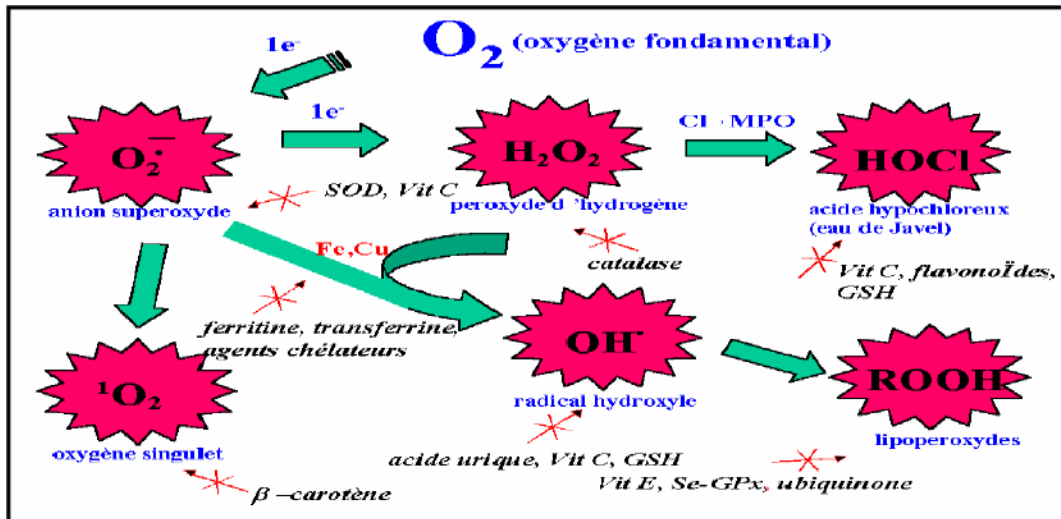 O₂ (oxygène fondamental)
1e⁻
1e⁻
Cl⁻ MPO
O₂•⁻
H₂O₂
HOCl
anion superoxyde
SOD, Vit C
peroxyde d 'hydrogène
acide hypochloreux
(eau de Javel)
Fe,Cu
catalase
Vit C, flavonoÏdes,
GSH
ferritine, transferrine,
agents chélateurs
OH•
¹O₂
ROOH
radical hydroxyle
oxygène singulet
lipoperoxydes
acide urique, Vit C, GSH
Vit E, Se-GPx, ubiquinone
β –carotène